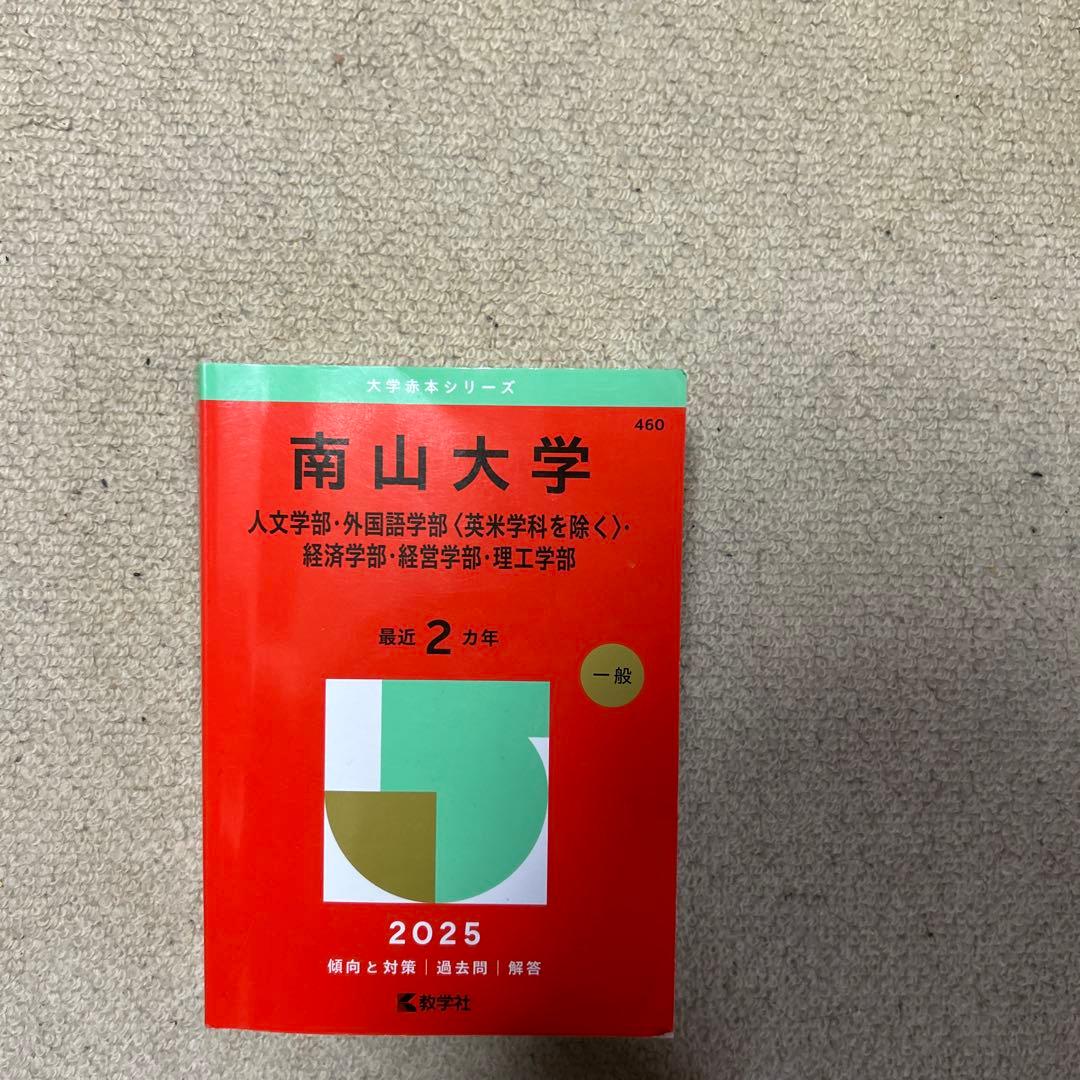 大学赤本シリーズ
460
南山大学
人文学部・外国語学部〈英米学科を除く〉・
経済学部・経営学部・理工学部
最近2カ年
一般
2025
傾向と対策｜過去問｜解答
教学社